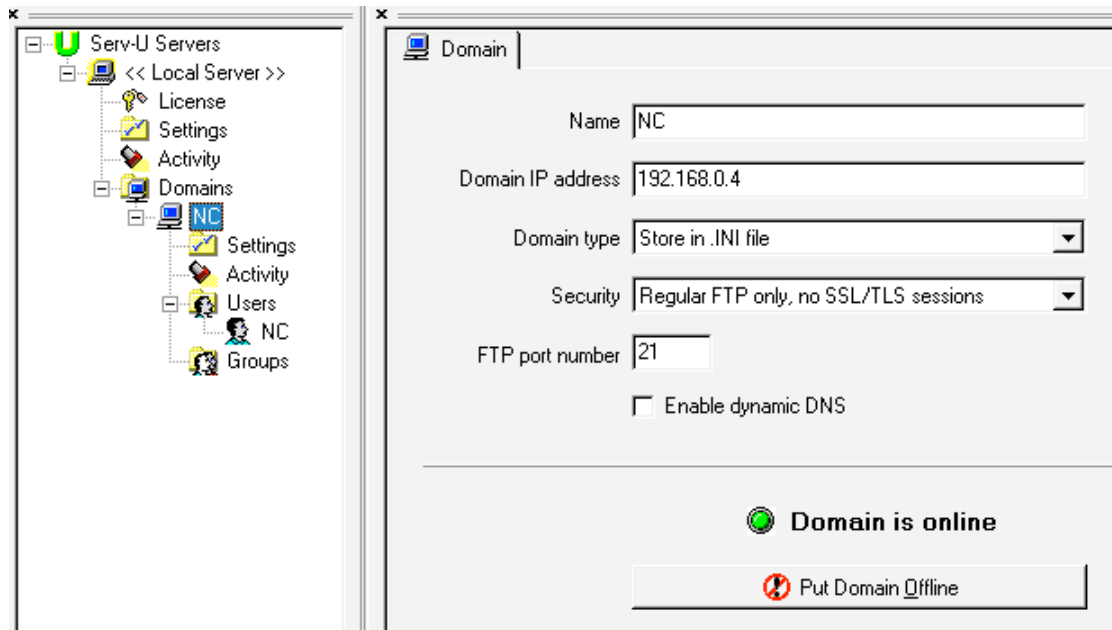 Serv-U Servers
<< Local Server >>
License
Settings
Activity
Domains
NC
Settings
Activity
Users
NC
Groups
Domain
Name NC
Domain IP address 192.168.0.4
Domain type Store in .INI file
Security Regular FTP only, no SSL/TLS sessions
FTP port number 21
Enable dynamic DNS
Domain is online
Put Domain Offline